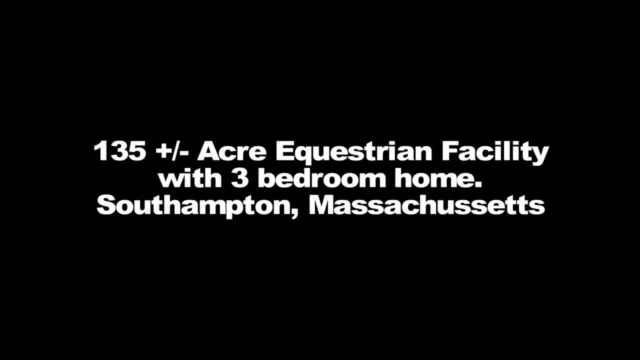 135 +/- Acre Equestrian Facility
with 3 bedroom home.
Southampton, Massachussetts